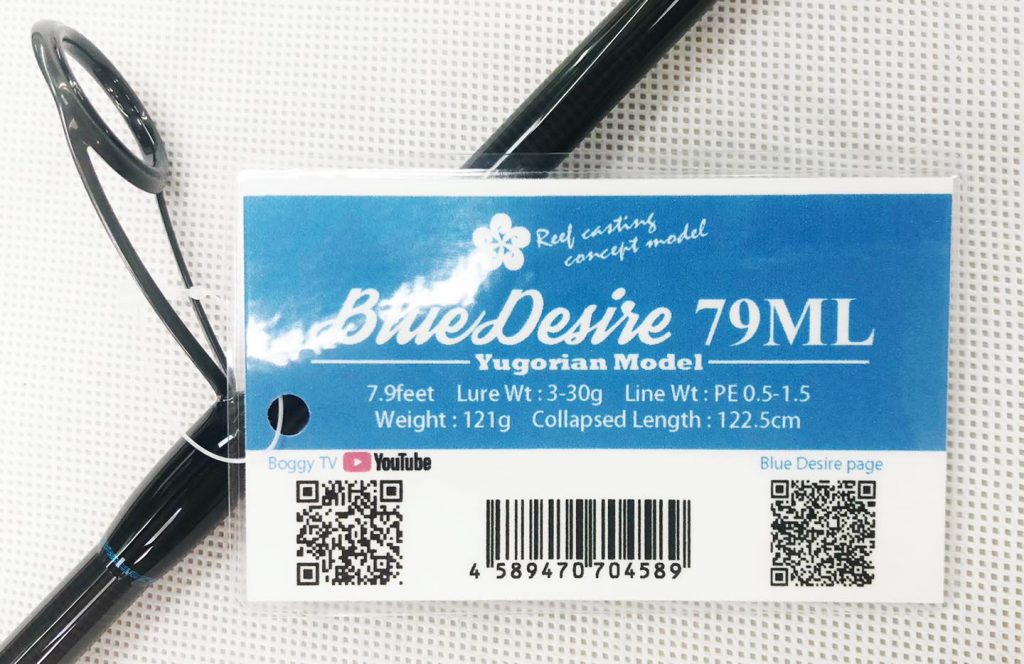 Reef casting
concept model
BlueDesire 79ML
Yugorian Model
7.9feet Lure Wt : 3-30g Line Wt : PE 0.5-1.5
Weight : 121g Collapsed Length : 122.5cm
Boggy TV YouTube
Blue Desire page
4 589470 704589